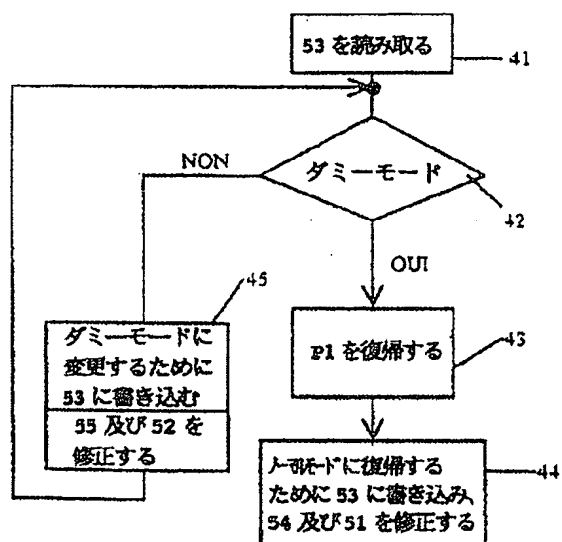 53 を読み取る
41
NON
ダミーモード
42
OUI
45
ダミーモードに
変更するために
53 に書き込む
55 及び 52 を
修正する
P1 を復帰する
43
ノーマルモードに復帰する
ために 53 に書き込み、
54 及び 51 を修正する
44